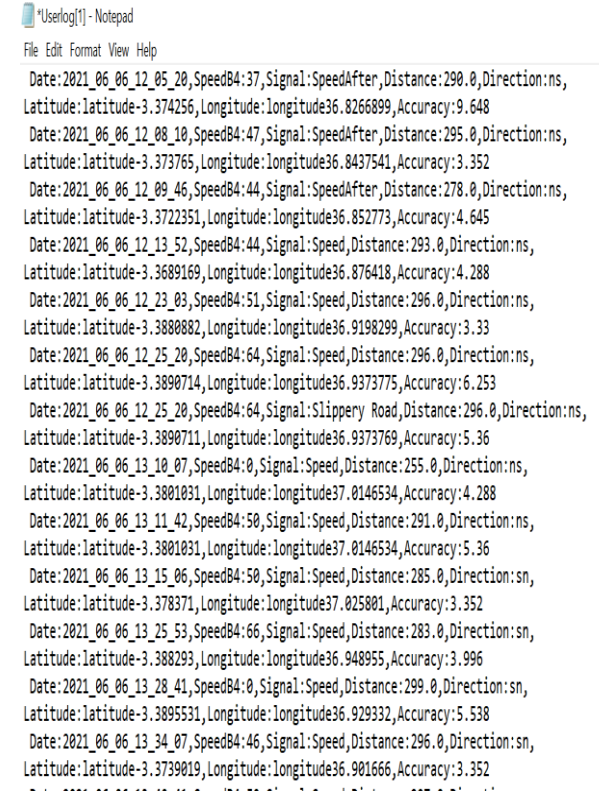 *Userlog[1] - Notepad
File Edit Format View Help
Date:2021_06_06_12_05_20,SpeedB4:37,Signal:SpeedAfter,Distance:290.0,Direction:ns,
Latitude:latitude-3.374256,Longitude:longitude36.8266899,Accuracy:9.648
Date:2021_06_06_12_08_10,SpeedB4:47,Signal:SpeedAfter,Distance:295.0,Direction:ns,
Latitude:latitude-3.373765,Longitude:longitude36.8437541,Accuracy:3.352
Date:2021_06_06_12_09_46,SpeedB4:44,Signal:SpeedAfter,Distance:278.0,Direction:ns,
Latitude:latitude-3.3722351,Longitude:longitude36.852773,Accuracy:4.645
Date:2021_06_06_12_13_52,SpeedB4:44,Signal:Speed,Distance:293.0,Direction:ns,
Latitude:latitude-3.3689169,Longitude:longitude36.876418,Accuracy:4.288
Date:2021_06_06_12_23_03,SpeedB4:51,Signal:Speed,Distance:296.0,Direction:ns,
Latitude:latitude-3.3880882,Longitude:longitude36.9198299,Accuracy:3.33
Date:2021_06_06_12_25_20,SpeedB4:64,Signal:Speed,Distance:296.0,Direction:ns,
Latitude:latitude-3.3890714,Longitude:longitude36.9373775,Accuracy:6.253
Date:2021_06_06_12_25_20,SpeedB4:64,Signal:Slippery Road,Distance:296.0,Direction:ns,
Latitude:latitude-3.3890711,Longitude:longitude36.9373769,Accuracy:5.36
Date:2021_06_06_13_10_07,SpeedB4:0,Signal:Speed,Distance:255.0,Direction:ns,
Latitude:latitude-3.3801031,Longitude:longitude37.0146534,Accuracy:4.288
Date:2021_06_06_13_11_42,SpeedB4:50,Signal:Speed,Distance:291.0,Direction:ns,
Latitude:latitude-3.3801031,Longitude:longitude37.0146534,Accuracy:5.36
Date:2021_06_06_13_15_06,SpeedB4:50,Signal:Speed,Distance:285.0,Direction:sn,
Latitude:latitude-3.378371,Longitude:longitude37.025801,Accuracy:3.352
Date:2021_06_06_13_25_53,SpeedB4:66,Signal:Speed,Distance:283.0,Direction:sn,
Latitude:latitude-3.388293,Longitude:longitude36.948955,Accuracy:3.996
Date:2021_06_06_13_28_41,SpeedB4:0,Signal:Speed,Distance:299.0,Direction:sn,
Latitude:latitude-3.3895531,Longitude:longitude36.929332,Accuracy:5.538
Date:2021_06_06_13_34_07,SpeedB4:46,Signal:Speed,Distance:296.0,Direction:sn,
Latitude:latitude-3.3739019,Longitude:longitude36.901666,Accuracy:3.352